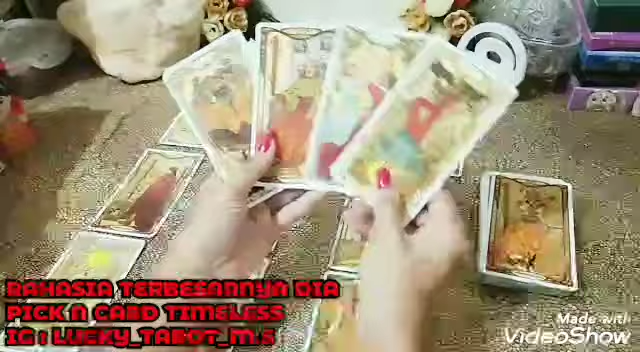 RAHASIA TERBESARNYA DIA
PICK A CARD TIMELESS
IG : LUCKY_TAROT_M.S
Made with
VideoShow